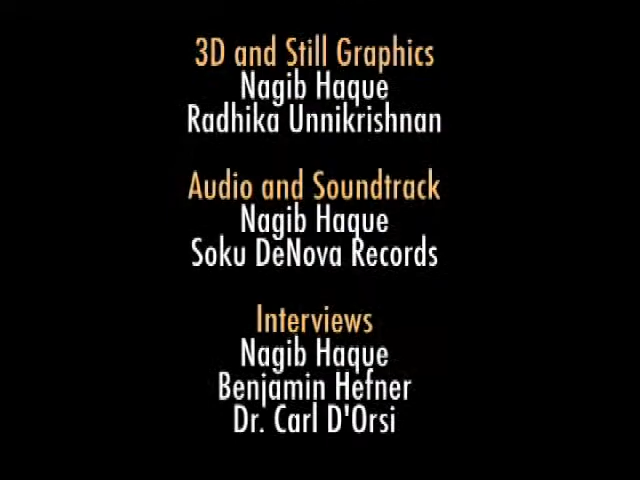 3D and Still Graphics
Nagib Haque
Radhika Unnikrishnan
Audio and Soundtrack
Nagib Haque
Soku DeNova Records
Interviews
Nagib Haque
Benjamin Hefner
Dr. Carl D'Orsi